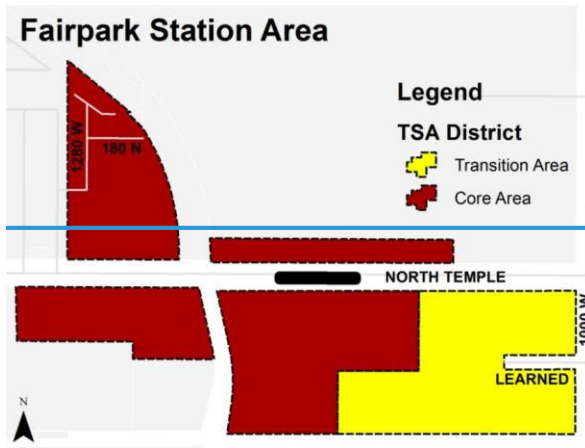 Fairpark Station Area
Legend
TSA District
Transition Area
Core Area
1280 W
180 N
NORTH TEMPLE
1000 W
LEARNED
N